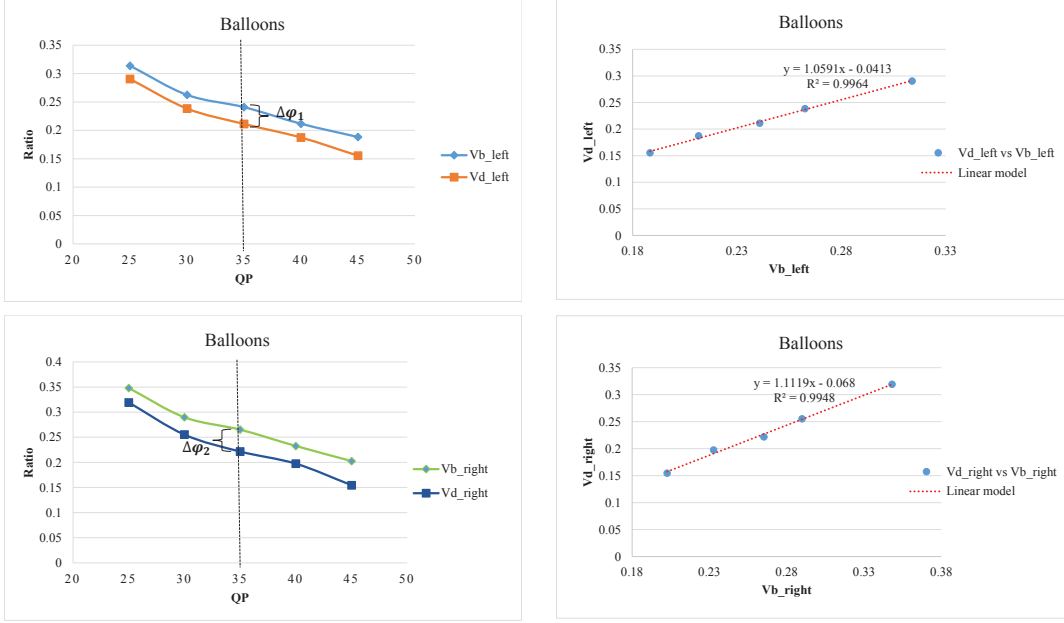 Balloons
0.35
0.3
0.25
0.2
0.15
0.1
0.05
0
20 25 30 35 40 45 50
Ratio
QP
Δφ₁
Vb_left
Vd_left
Balloons
0.35
0.3
0.25
0.2
0.15
0.1
0.05
0
0.18 0.23 0.28 0.33
Vd_left
Vb_left
y = 1.0591x - 0.0413
R² = 0.9964
Vd_left vs Vb_left
Linear model
Balloons
0.4
0.35
0.3
0.25
0.2
0.15
0.1
0.05
0
20 25 30 35 40 45 50
Ratio
QP
Δφ₂
Vb_right
Vd_right
Balloons
0.35
0.3
0.25
0.2
0.15
0.1
0.05
0
0.18 0.23 0.28 0.33 0.38
Vd_right
Vb_right
y = 1.1119x - 0.068
R² = 0.9948
Vd_right vs Vb_right
Linear model